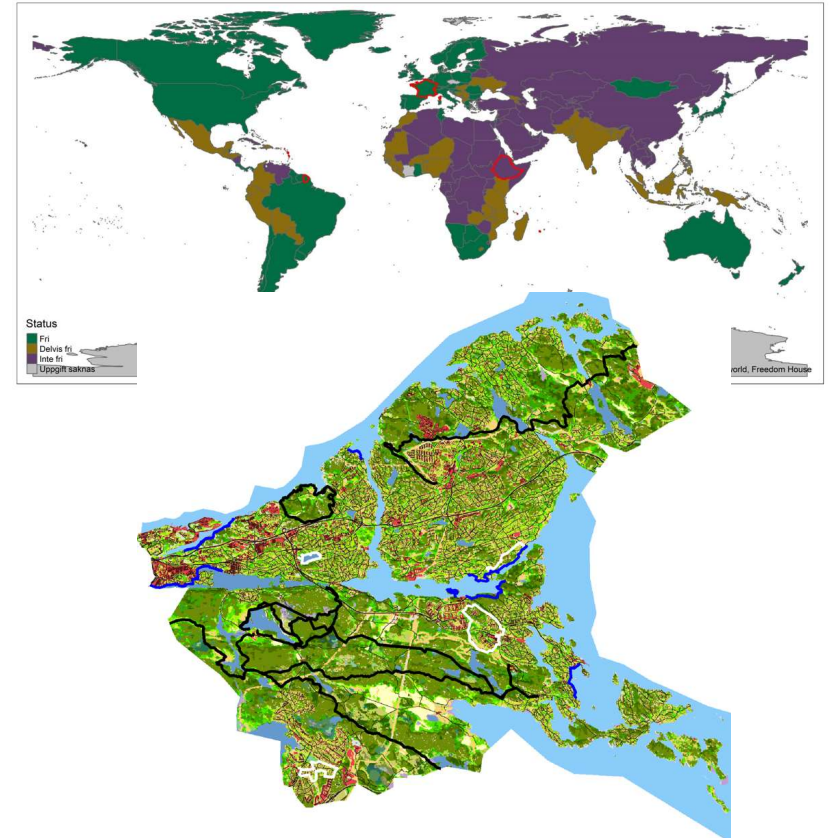 Status
Fri
Delvis fri
Inte fri
Uppgift saknas
world, Freedom House